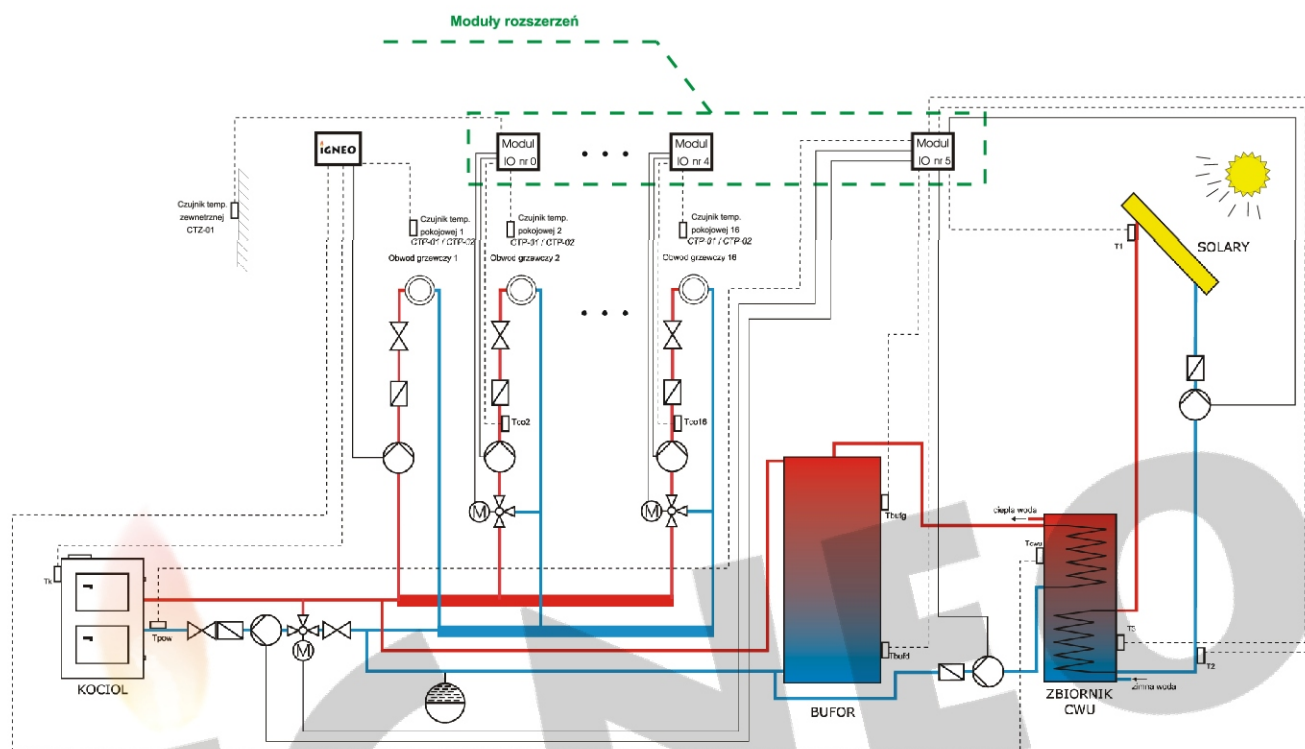 Moduły rozszerzeń
iGNEO
Modul
IO nr 0
Modul
IO nr 4
Modul
IO nr 5
Czujnik temp.
zewnetrznej
CTZ-01
Czujnik temp.
pokojowej 1
CTP-01 / CTP-02
Czujnik temp.
pokojowej 2
CTP-01 / CTP-02
Czujnik temp.
pokojowej 16
CTP-01 / CTP-02
Obwod grzewczy 1
Obwod grzewczy 2
Obwod grzewczy 16
T1
SOLARY
Tco2
Tco16
M
M
Tbufg
ciepla woda
Tcwu
Tk
Tpow
M
Tbufd
T3
T2
KOCIOL
BUFOR
ZBIORNIK
CWU
zimna woda
IGNEO